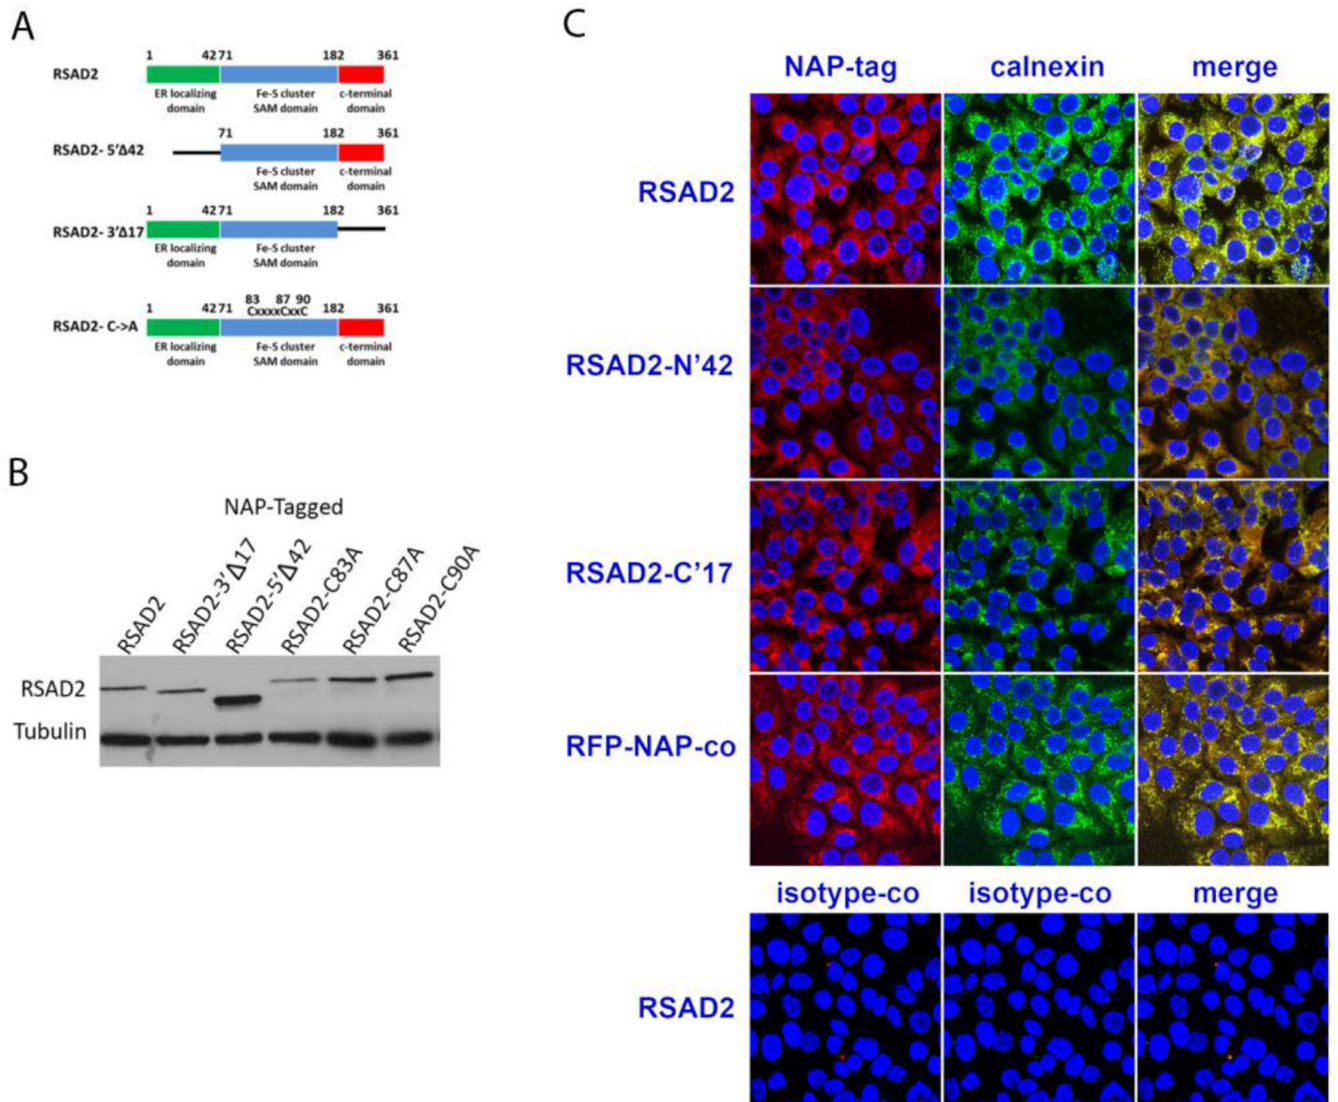 A
1 42 71 182 361
RSAD2
ER localizing domain Fe-S cluster SAM domain c-terminal domain
71 182 361
RSAD2- 5'Δ42
Fe-S cluster SAM domain c-terminal domain
1 42 71 182 361
RSAD2- 3'Δ17
ER localizing domain Fe-S cluster SAM domain
83 87 90
1 42 71 CxxxxCxxC 182 361
RSAD2- C->A
ER localizing domain Fe-S cluster SAM domain c-terminal domain
B
NAP-Tagged
RSAD2
RSAD2-3'Δ17
RSAD2-5'Δ42
RSAD2-C83A
RSAD2-C87A
RSAD2-C90A
RSAD2
Tubulin
C
NAP-tag calnexin merge
RSAD2
RSAD2-N'42
RSAD2-C'17
RFP-NAP-co
isotype-co isotype-co merge
RSAD2